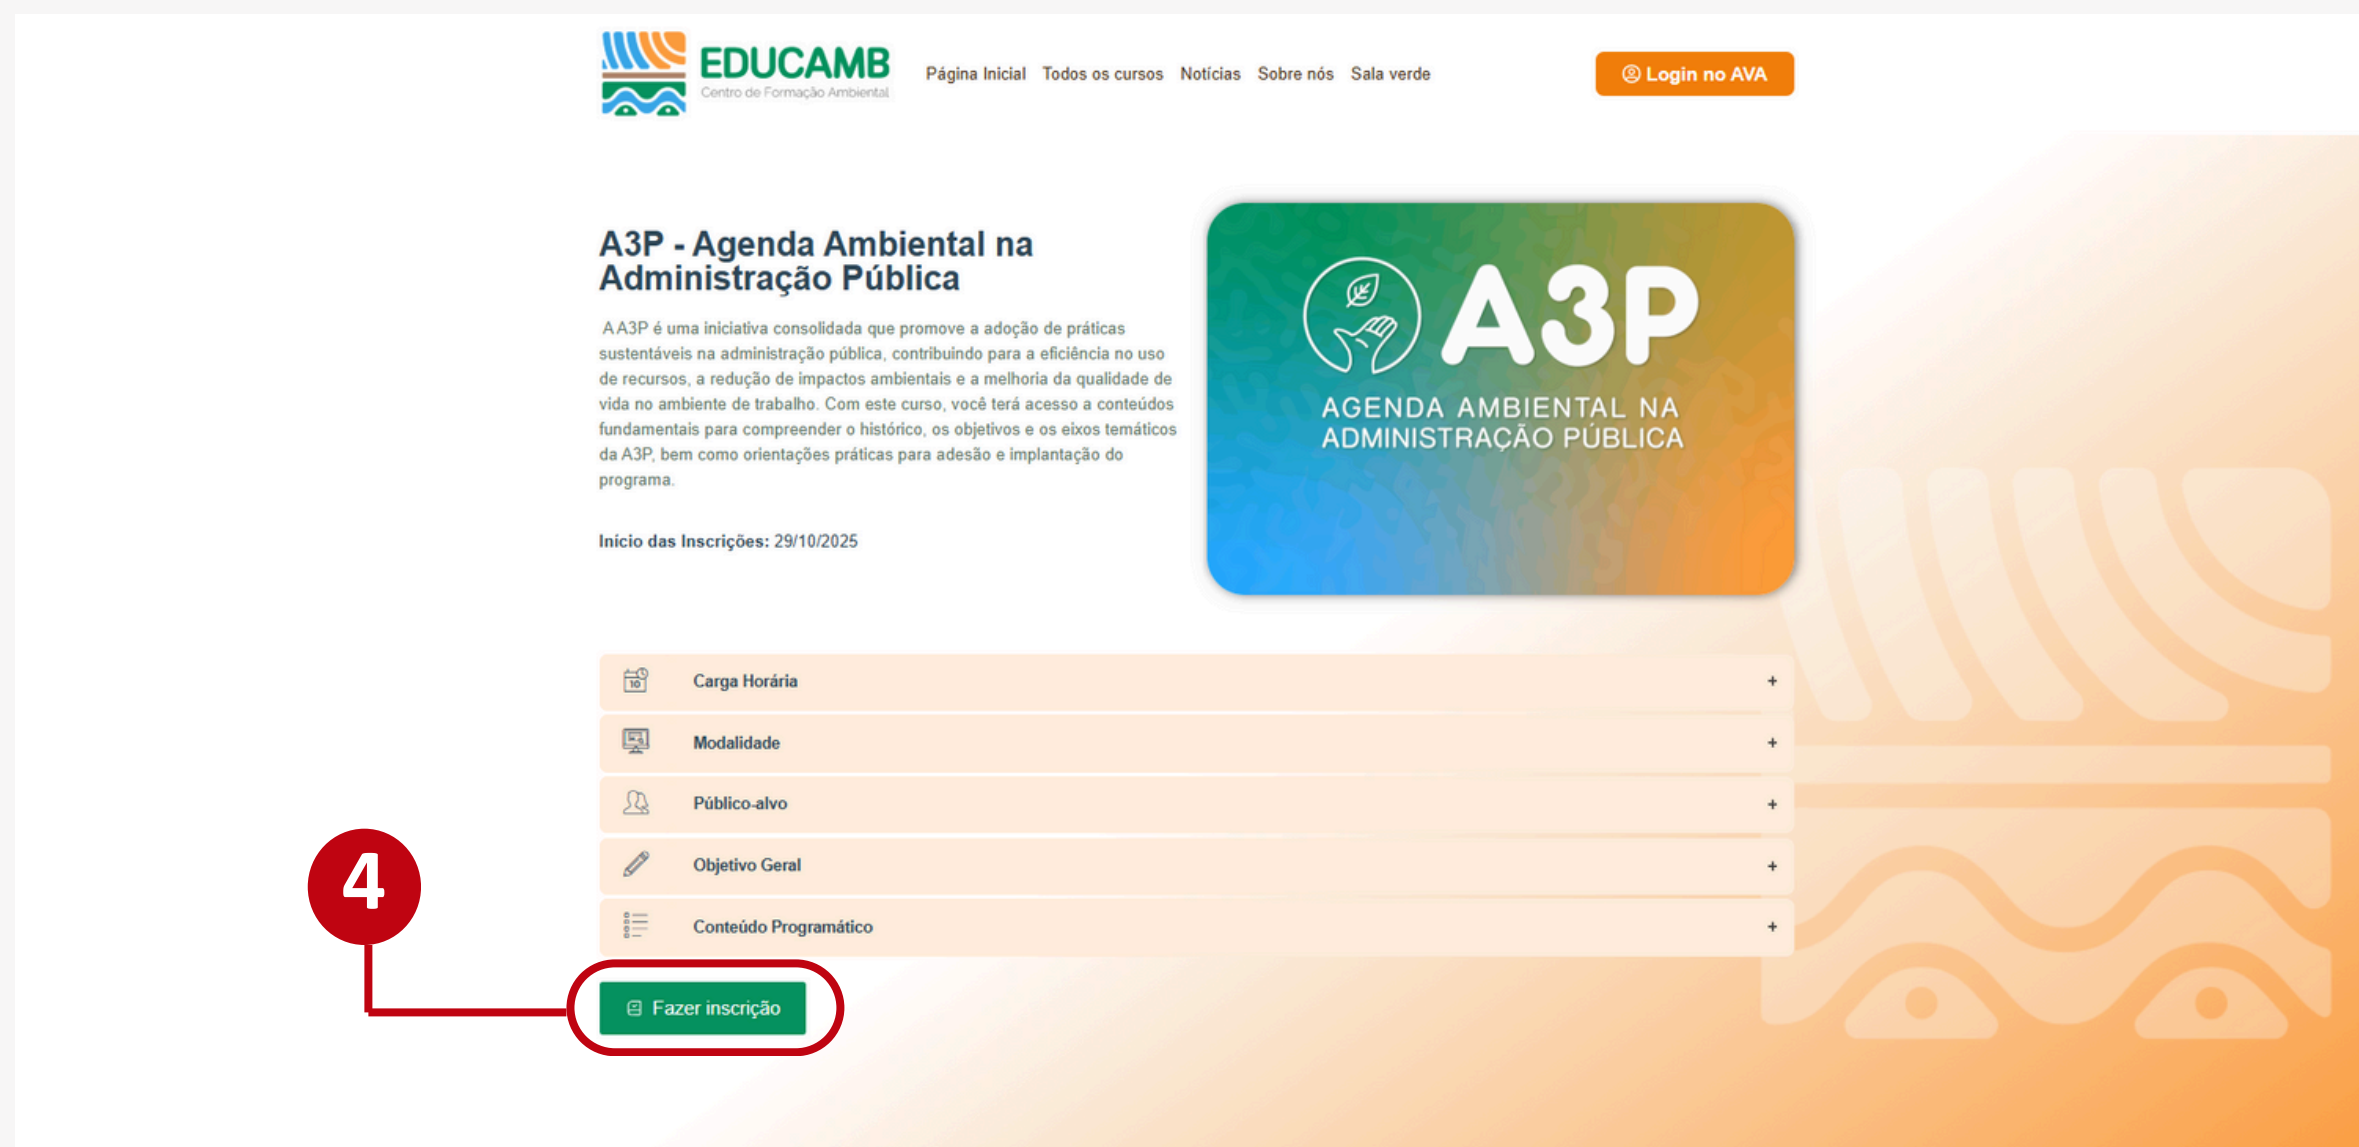 EDUCAMB
Centro de Formação Ambiental
Página Inicial Todos os cursos Notícias Sobre nós Sala verde
Login no AVA
A3P - Agenda Ambiental na
Administração Pública
A A3P é uma iniciativa consolidada que promove a adoção de práticas
sustentáveis na administração pública, contribuindo para a eficiência no uso
de recursos, a redução de impactos ambientais e a melhoria da qualidade de
vida no ambiente de trabalho. Com este curso, você terá acesso a conteúdos
fundamentais para compreender o histórico, os objetivos e os eixos temáticos
da A3P, bem como orientações práticas para adesão e implantação do
programa.
Início das Inscrições: 29/10/2025
A3P
AGENDA AMBIENTAL NA
ADMINISTRAÇÃO PÚBLICA
10 Carga Horária +
Modalidade +
Público-alvo +
Objetivo Geral +
Conteúdo Programático +
4
Fazer inscrição